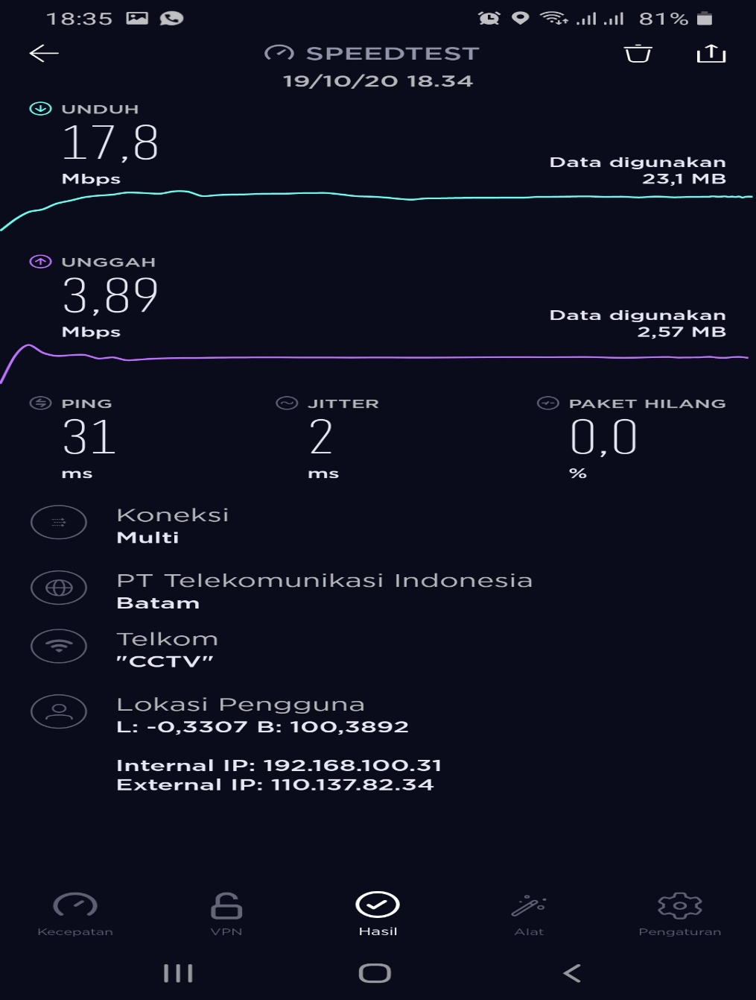 18:35 81%
SPEEDTEST
19/10/20 18.34
UNDUH
17,8
Mbps
Data digunakan
23,1 MB
UNGGAH
3,89
Mbps
Data digunakan
2,57 MB
PING JITTER PAKET HILANG
31 2 0,0
ms ms %
Koneksi
Multi
PT Telekomunikasi Indonesia
Batam
Telkom
"CCTV"
Lokasi Pengguna
L: -0,3307 B: 100,3892
Internal IP: 192.168.100.31
External IP: 110.137.82.34
Kecepatan VPN Hasil Alat Pengaturan